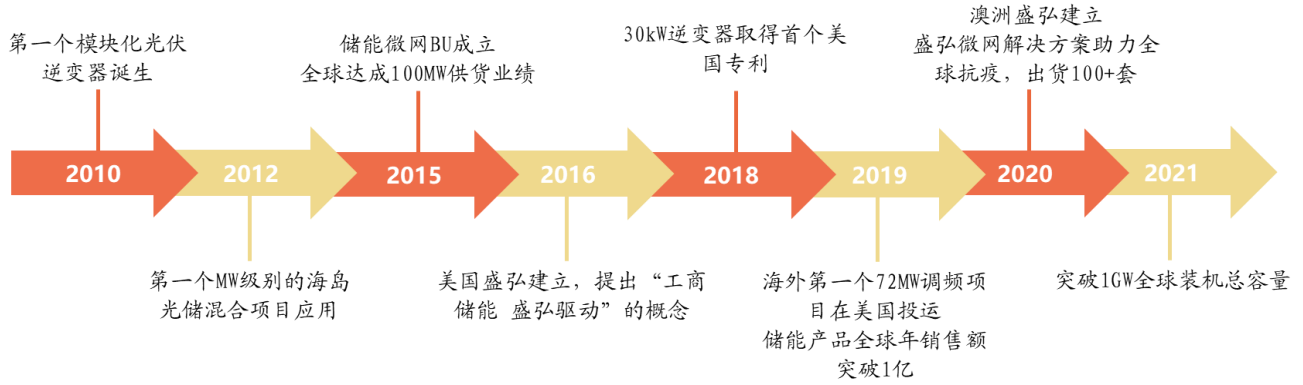 第一个模块化光伏
逆变器诞生
2010
2012
第一个MW级别的海岛
光储混合项目应用
储能微网BU成立
全球达成100MW供货业绩
2015
2016
美国盛弘建立，提出“工商
储能 盛弘驱动”的概念
30kW逆变器取得首个美
国专利
2018
2019
海外第一个72MW调频项
目在美国投运
储能产品全球年销售额
突破1亿
澳洲盛弘建立
盛弘微网解决方案助力全
球抗疫，出货100+套
2020
2021
突破1GW全球装机总容量